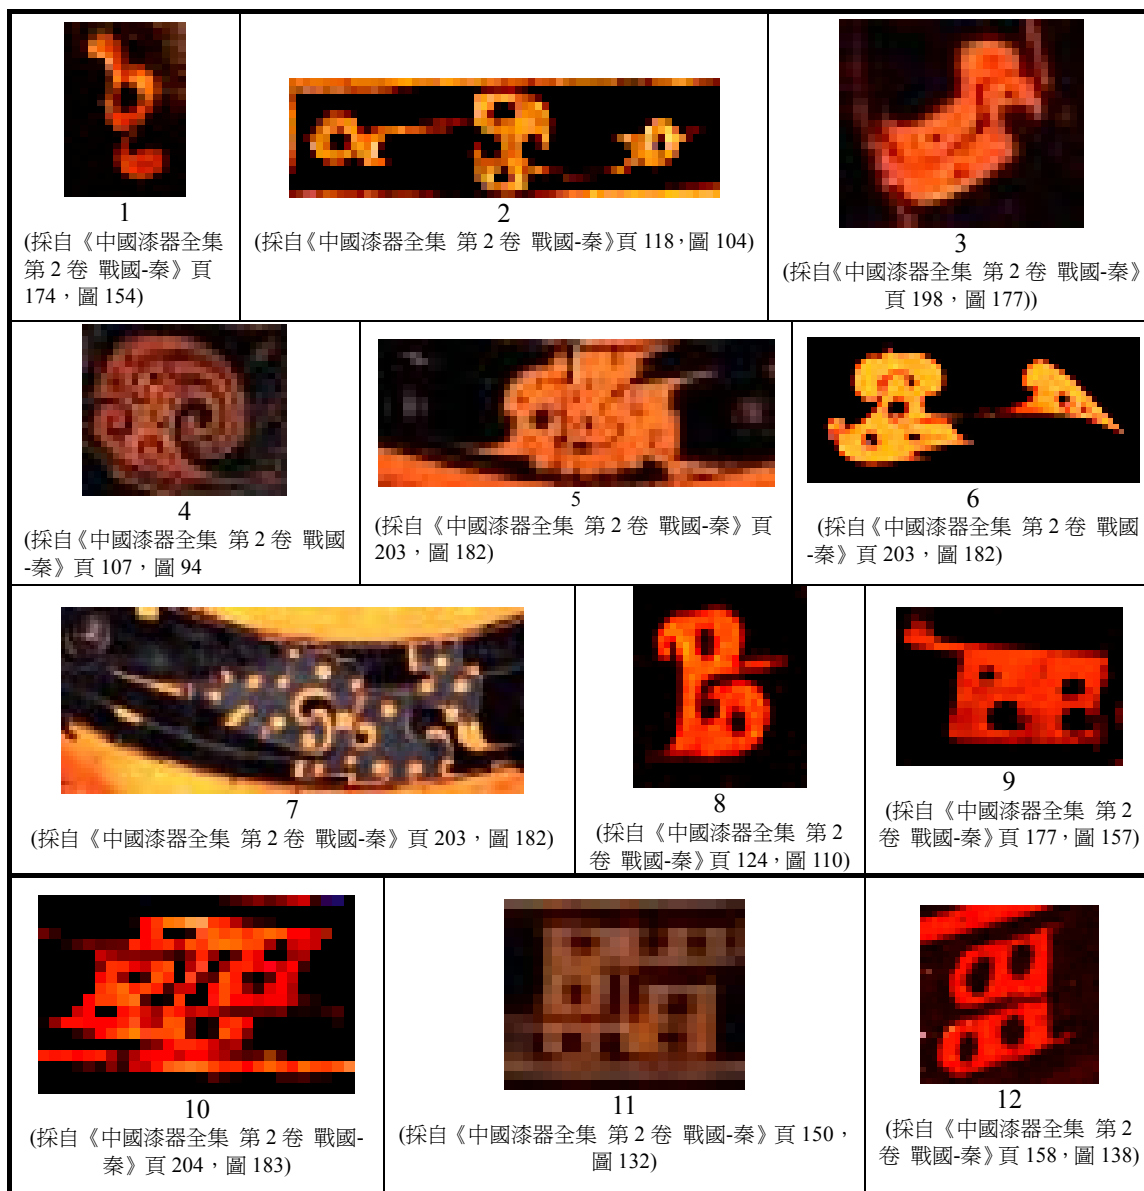 1
(採自《中國漆器全集
第 2 卷 戰國-秦》頁
174，圖 154)
2
(採自《中國漆器全集 第 2 卷 戰國-秦》頁 118，圖 104)
3
(採自《中國漆器全集 第 2 卷 戰國-秦》
頁 198，圖 177))
4
(採自《中國漆器全集 第 2 卷 戰國
-秦》頁 107，圖 94
5
(採自《中國漆器全集 第 2 卷 戰國-秦》頁
203，圖 182)
6
(採自《中國漆器全集 第 2 卷 戰國
-秦》頁 203，圖 182)
7
(採自《中國漆器全集 第 2 卷 戰國-秦》頁 203，圖 182)
8
(採自《中國漆器全集 第 2
卷 戰國-秦》頁 124，圖 110)
9
(採自《中國漆器全集 第 2
卷 戰國-秦》頁 177，圖 157)
10
(採自《中國漆器全集 第 2 卷 戰國-
秦》頁 204，圖 183)
11
(採自《中國漆器全集 第 2 卷 戰國-秦》頁 150，
圖 132)
12
(採自《中國漆器全集 第 2
卷 戰國-秦》頁 158，圖 138)